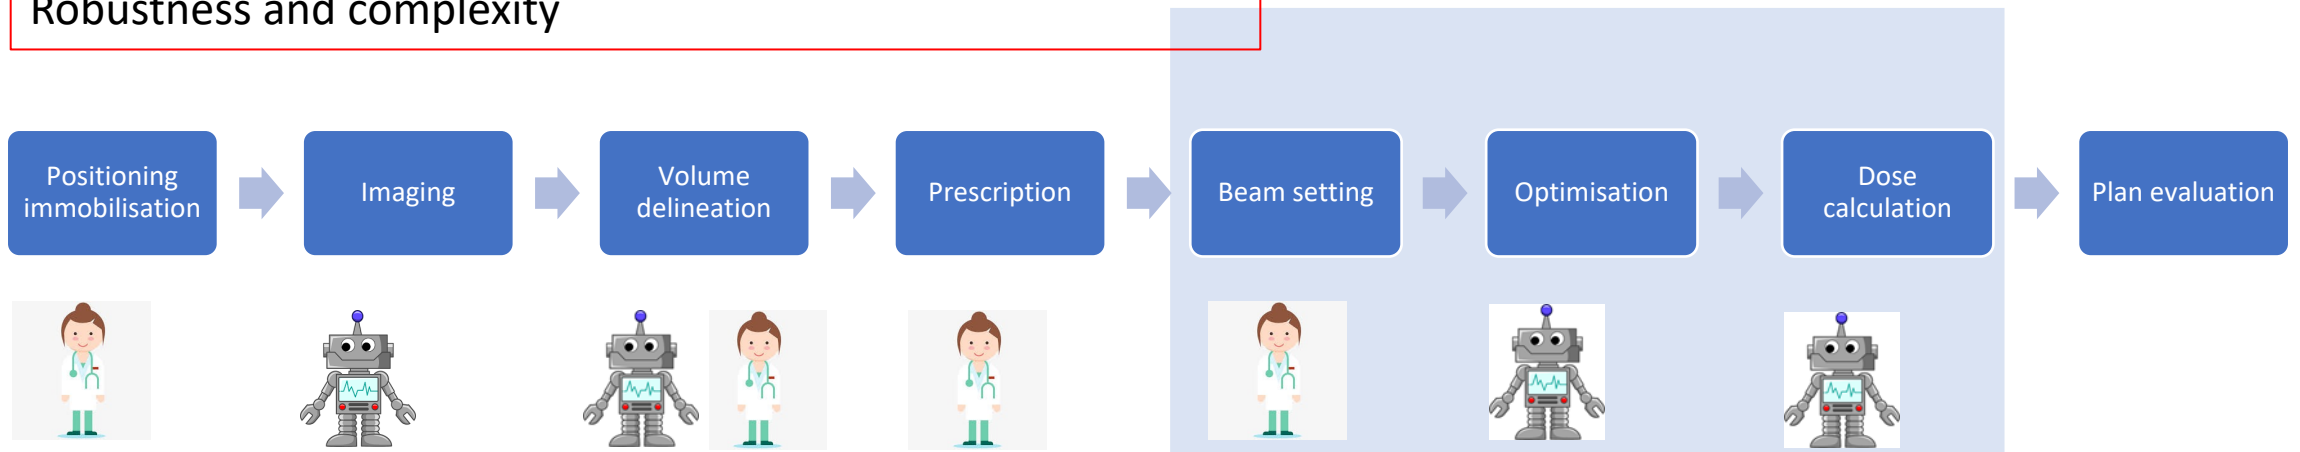 Robustness and complexity
Positioning
immobilisation
Imaging
Volume
delineation
Prescription
Beam setting
Optimisation
Dose
calculation
Plan evaluation